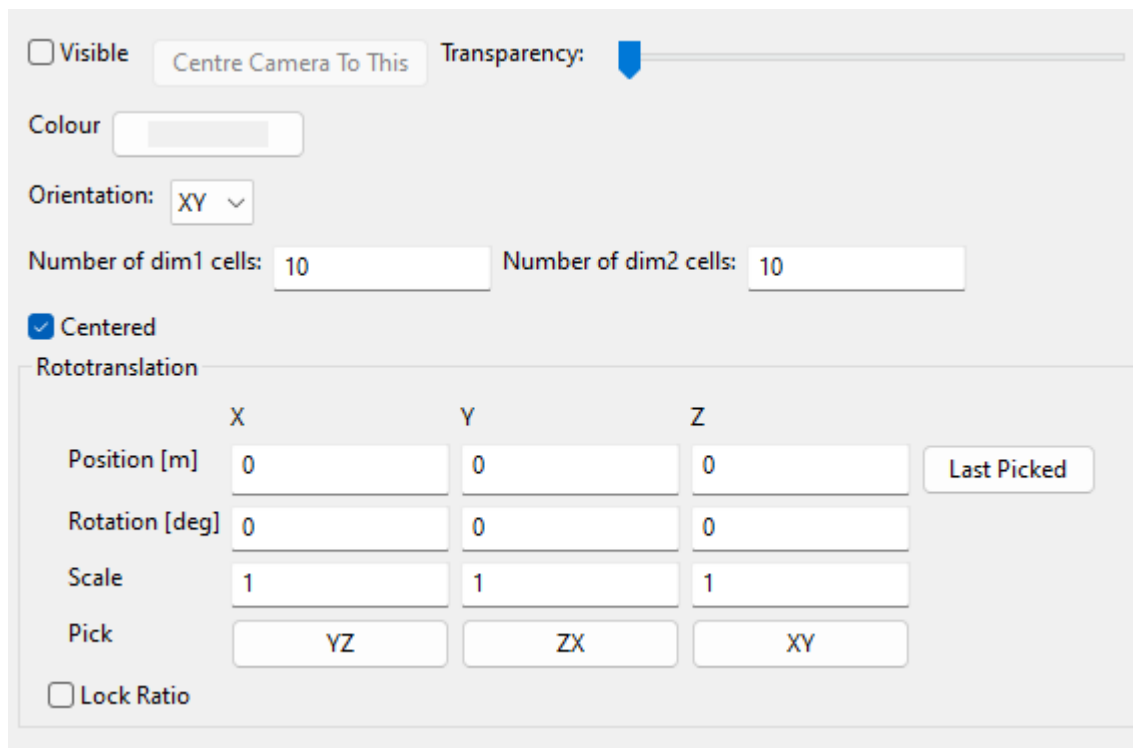 Visible Centre Camera To This Transparency:
Colour
Orientation: XY
Number of dim1 cells: 10 Number of dim2 cells: 10
Centered
Rototranslation
X Y Z
Position [m] 0 0 0 Last Picked
Rotation [deg] 0 0 0
Scale 1 1 1
Pick YZ ZX XY
Lock Ratio